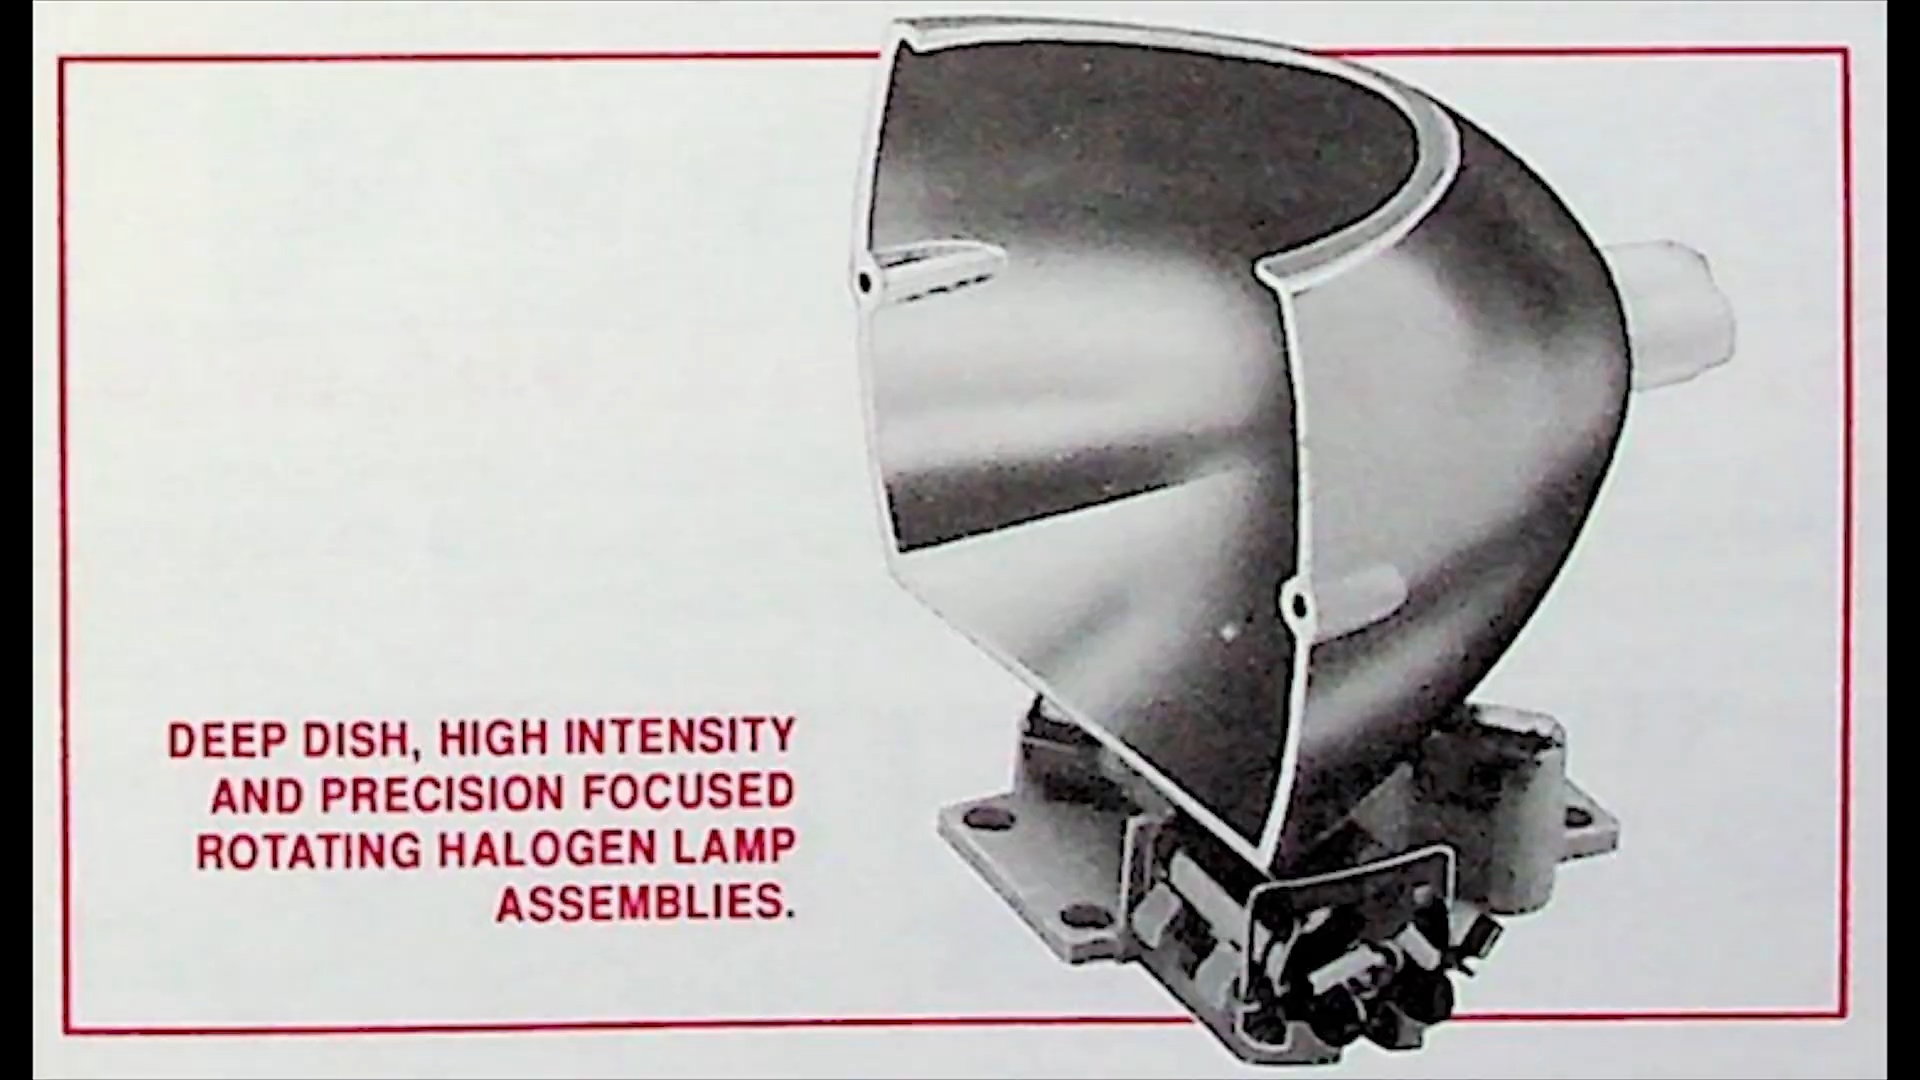 DEEP DISH, HIGH INTENSITY
AND PRECISION FOCUSED
ROTATING HALOGEN LAMP
ASSEMBLIES.